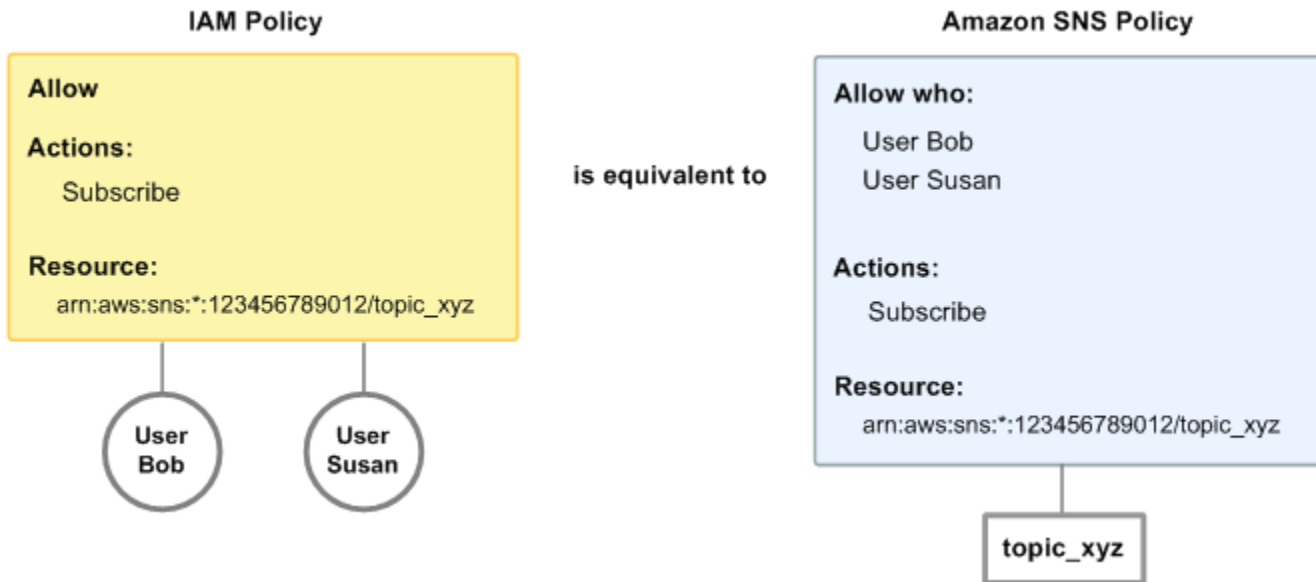 IAM Policy
Allow
Actions:
Subscribe
Resource:
arn:aws:sns:*:123456789012/topic_xyz
User
Bob
User
Susan
is equivalent to
Amazon SNS Policy
Allow who:
User Bob
User Susan
Actions:
Subscribe
Resource:
arn:aws:sns:*:123456789012/topic_xyz
topic_xyz